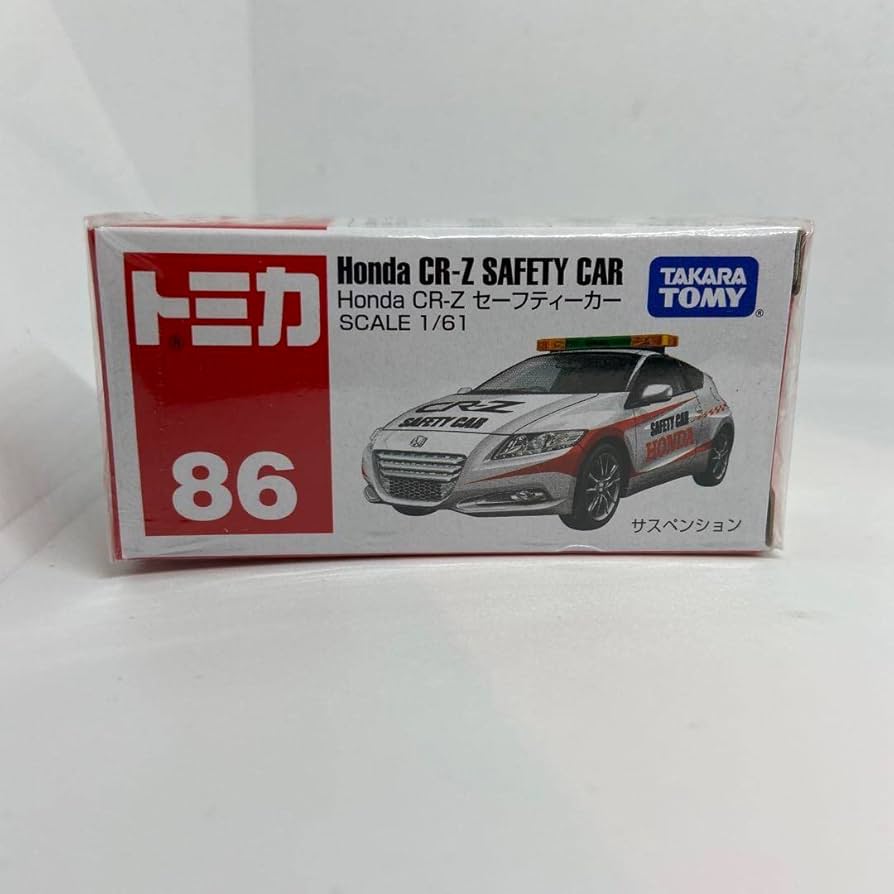 トミカ
®
86
Honda CR-Z SAFETY CAR
Honda CR-Z セーフティーカー
SCALE 1/61
TAKARA
TOMY
®
CR-Z
SAFETY CAR
SAFETY CAR
HONDA
サスペンション